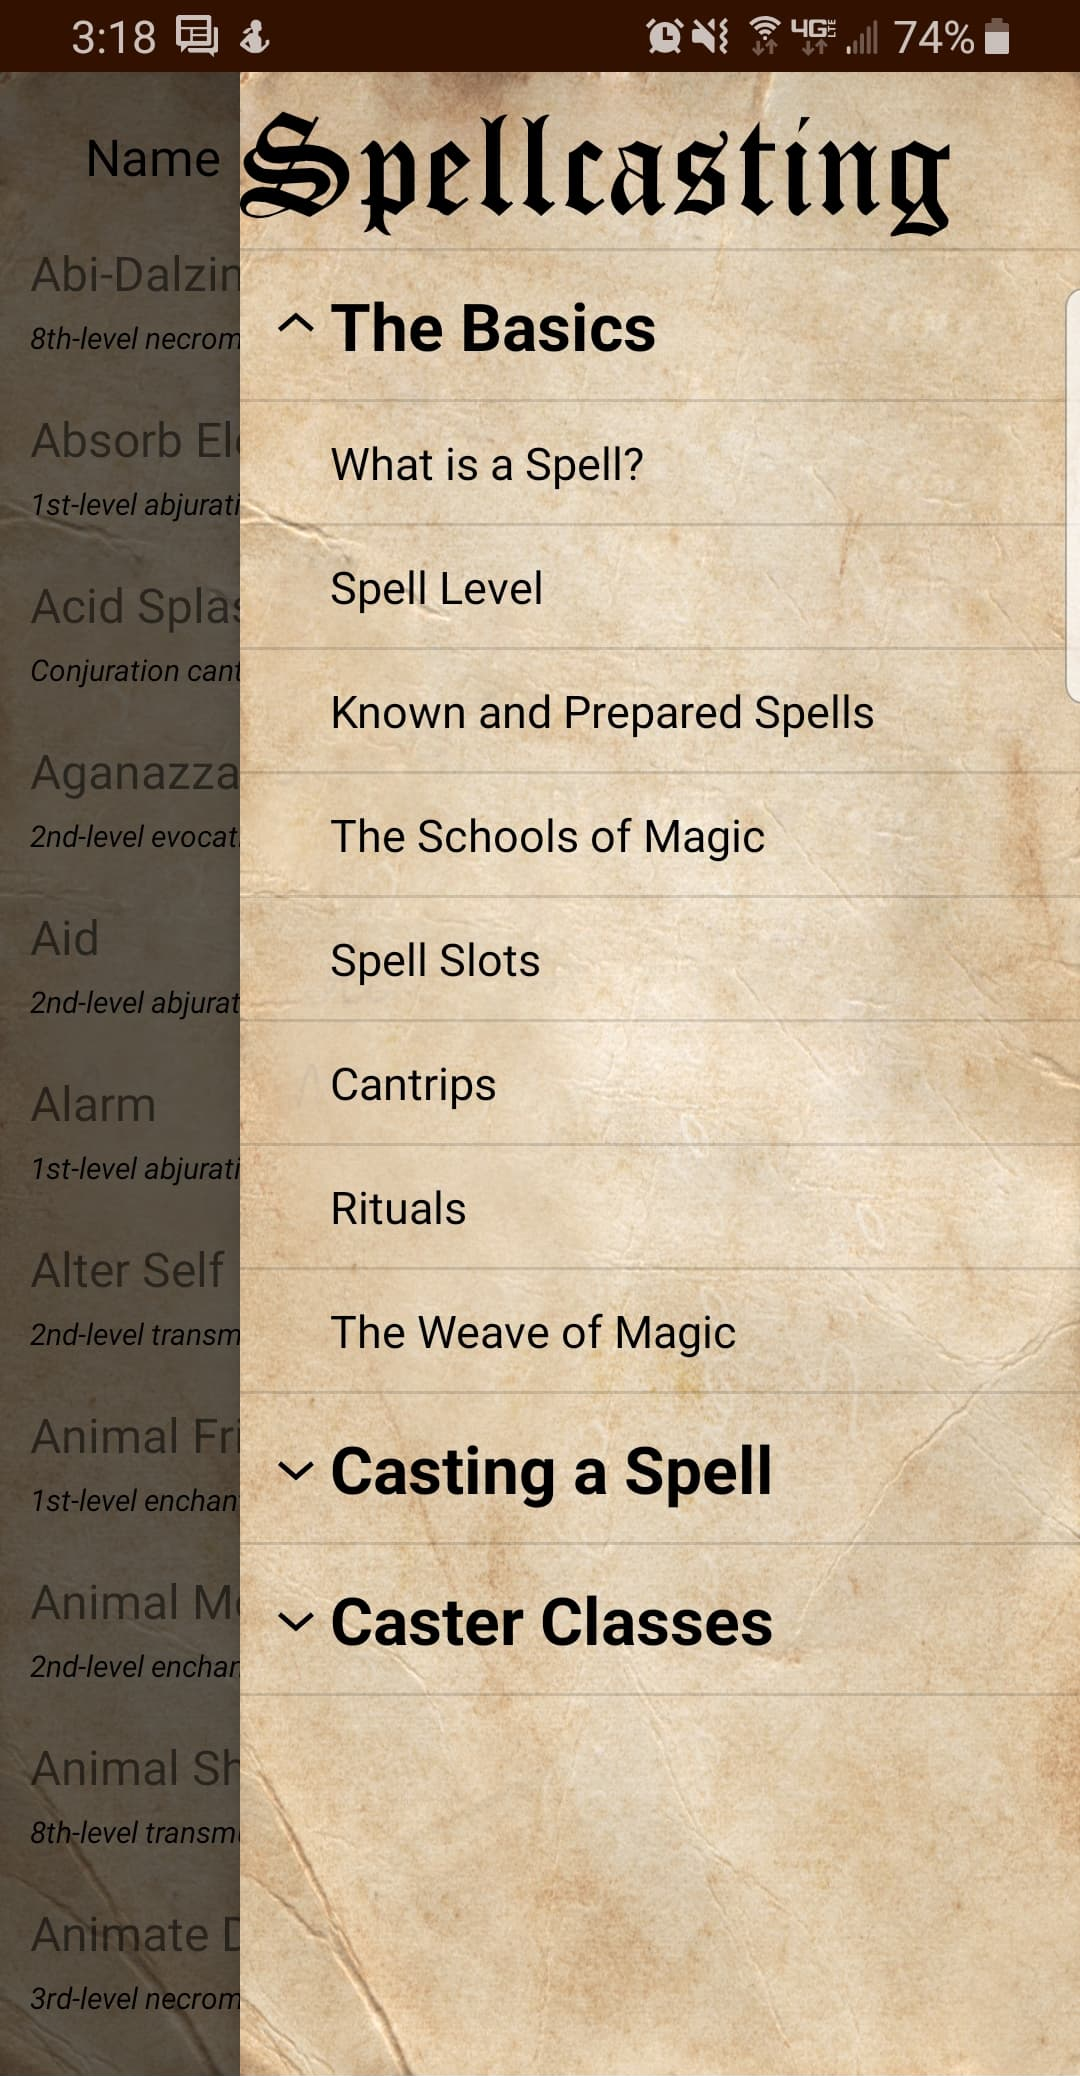 3:18
4G LTE 74%
Name
Spellcasting
Abi-Dalzin
8th-level necrom
Absorb El
1st-level abjurati
Acid Splas
Conjuration cant
Aganazza
2nd-level evocat
Aid
2nd-level abjurat
Alarm
1st-level abjurati
Alter Self
2nd-level transm
Animal Fri
1st-level enchan
Animal M
2nd-level enchan
Animal Sh
8th-level transm
Animate D
3rd-level necrom
The Basics
What is a Spell?
Spell Level
Known and Prepared Spells
The Schools of Magic
Spell Slots
Cantrips
Rituals
The Weave of Magic
Casting a Spell
Caster Classes